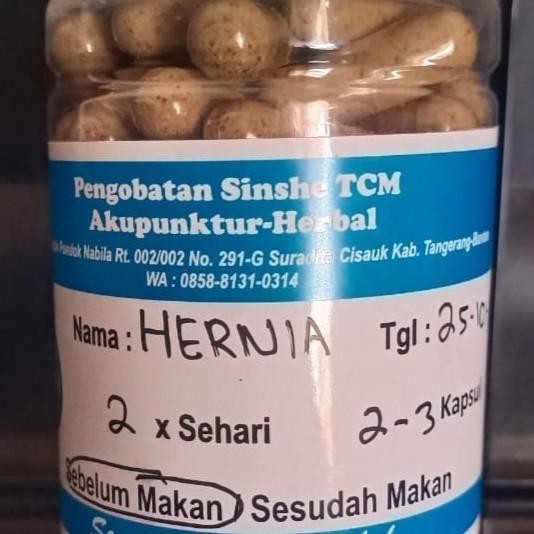 Pengobatan Sinshe TCM
Akupunktur-Herbal
Pondok Nabila Rt. 002/002 No. 291-G Suradita Cisauk Kab. Tangerang-Banten
WA : 0858-8131-0314
Nama : HERNIA Tgl : 25.10
2 x Sehari 2-3 Kapsul
Sebelum Makan / Sesudah Makan